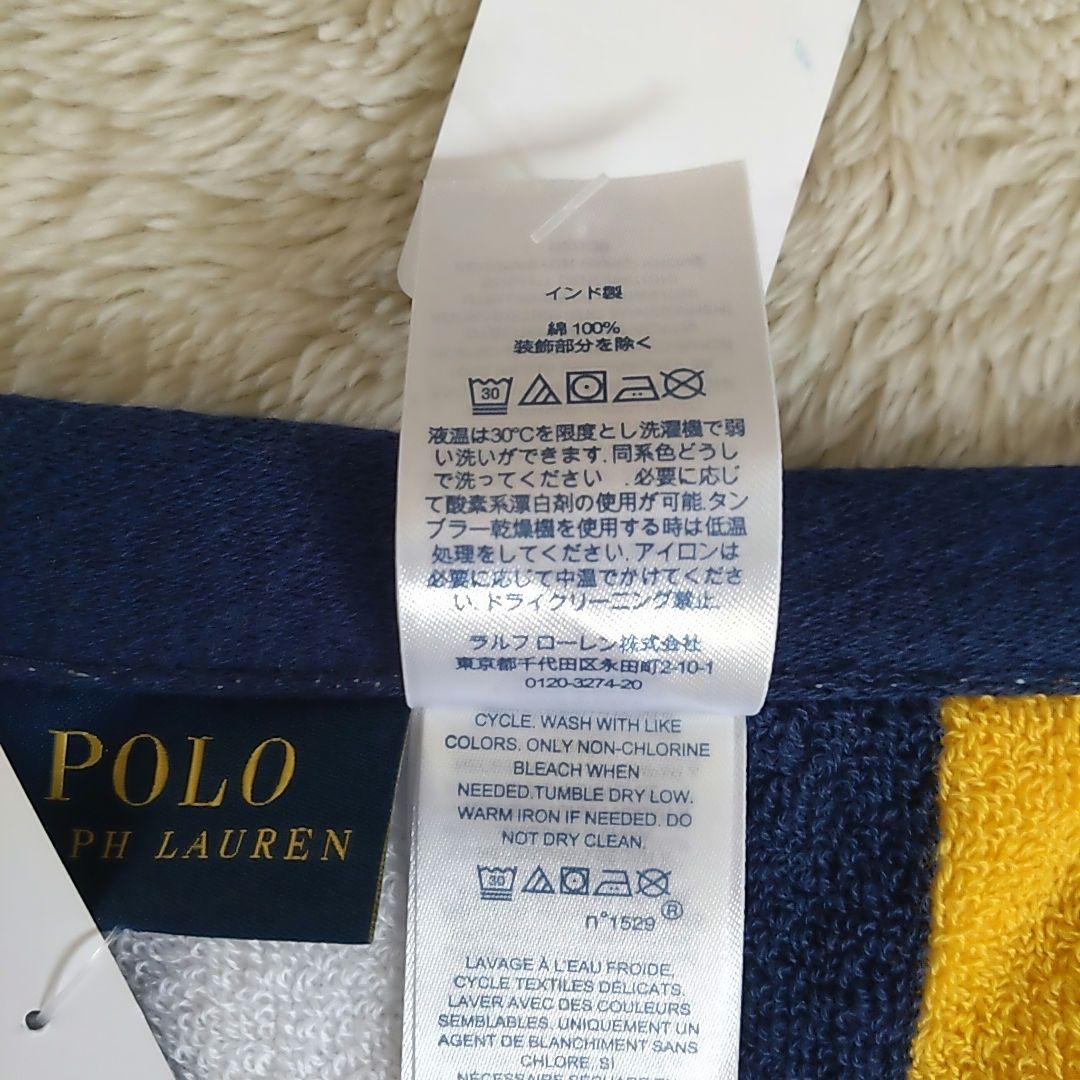 インド製
綿 100%
装飾部分を除く
30
液温は30°Cを限度とし洗濯機で弱
い洗いができます.同系色どうし
で洗ってください .必要に応じ
て酸素系漂白剤の使用が可能.タン
ブラー乾燥機を使用する時は低温
処理をしてください.アイロンは
必要に応じて中温でかけてくださ
い.ドライクリーニング禁止.
ラルフ ローレン株式会社
東京都千代田区永田町2-10-1
0120-3274-20
CYCLE. WASH WITH LIKE
COLORS. ONLY NON-CHLORINE
BLEACH WHEN
NEEDED.TUMBLE DRY LOW.
WARM IRON IF NEEDED. DO
NOT DRY CLEAN.
30
n°1529®
LAVAGE À L'EAU FROIDE,
CYCLE TEXTILES DÉLICATS.
LAVER AVEC DES COULEURS
SEMBLABLES. UNIQUEMENT UN
AGENT DE BLANCHIMENT SANS
CHLORE, SI
POLO
PH LAUREN